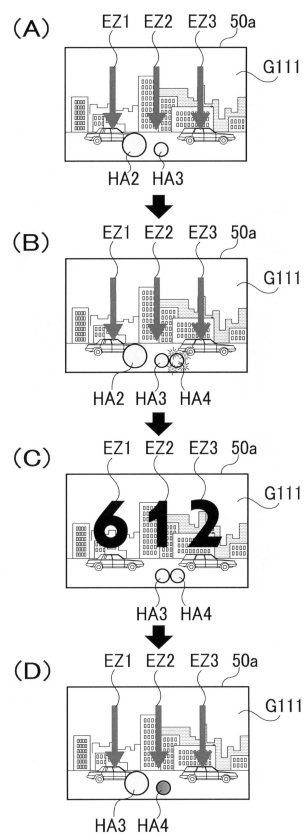 (A)
EZ1 EZ2 EZ3 50a
G111
HA2 HA3
(B)
EZ1 EZ2 EZ3 50a
G111
HA2 HA3 HA4
(C)
EZ1 EZ2 EZ3 50a
G111
6 1 2
HA3 HA4
(D)
EZ1 EZ2 EZ3 50a
G111
HA3 HA4